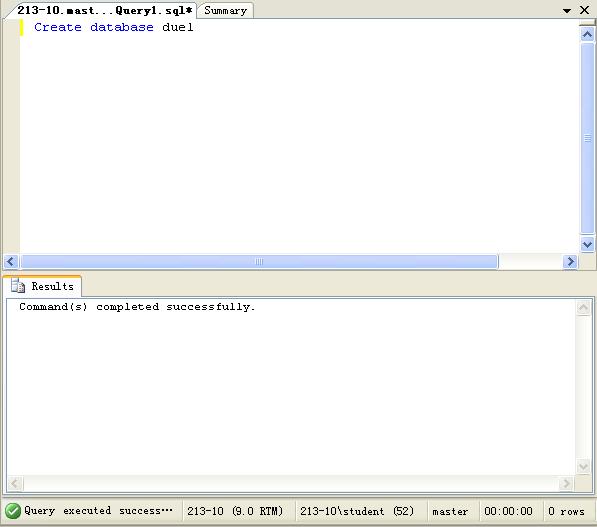 213-10.mast...Query1.sql* Summary
Create database duel
Results
Command(s) completed successfully.
Query executed success... 213-10 (9.0 RTM) 213-10\student (52) master 00:00:00 0 rows